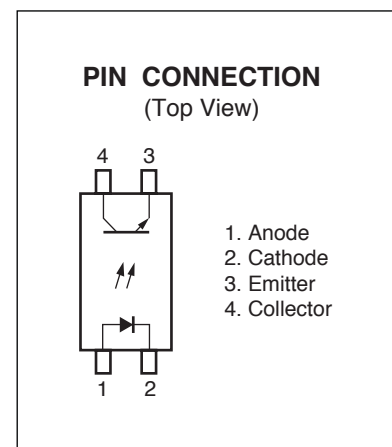 PIN CONNECTION
(Top View)
4 3
1. Anode
2. Cathode
3. Emitter
4. Collector
1 2